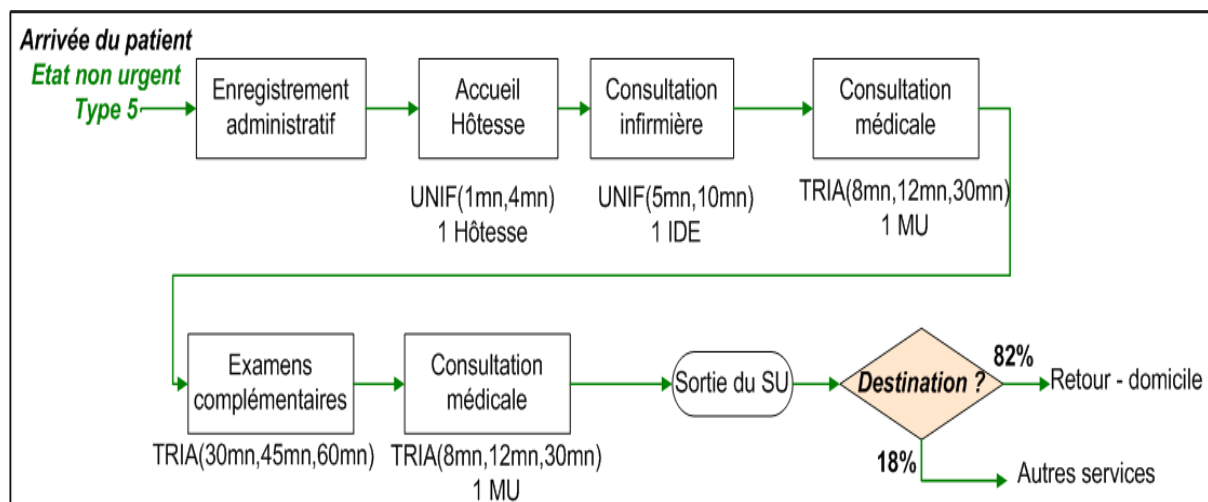 Arrivée du patient
Etat non urgent
Type 5
Enregistrement
administratif
Accueil
Hôtesse
UNIF(1mn,4mn)
1 Hôtesse
Consultation
infirmière
UNIF(5mn,10mn)
1 IDE
Consultation
médicale
TRIA(8mn,12mn,30mn)
1 MU
Examens
complémentaires
TRIA(30mn,45mn,60mn)
Consultation
médicale
TRIA(8mn,12mn,30mn)
1 MU
Sortie du SU
Destination ?
82%
Retour - domicile
18%
Autres services